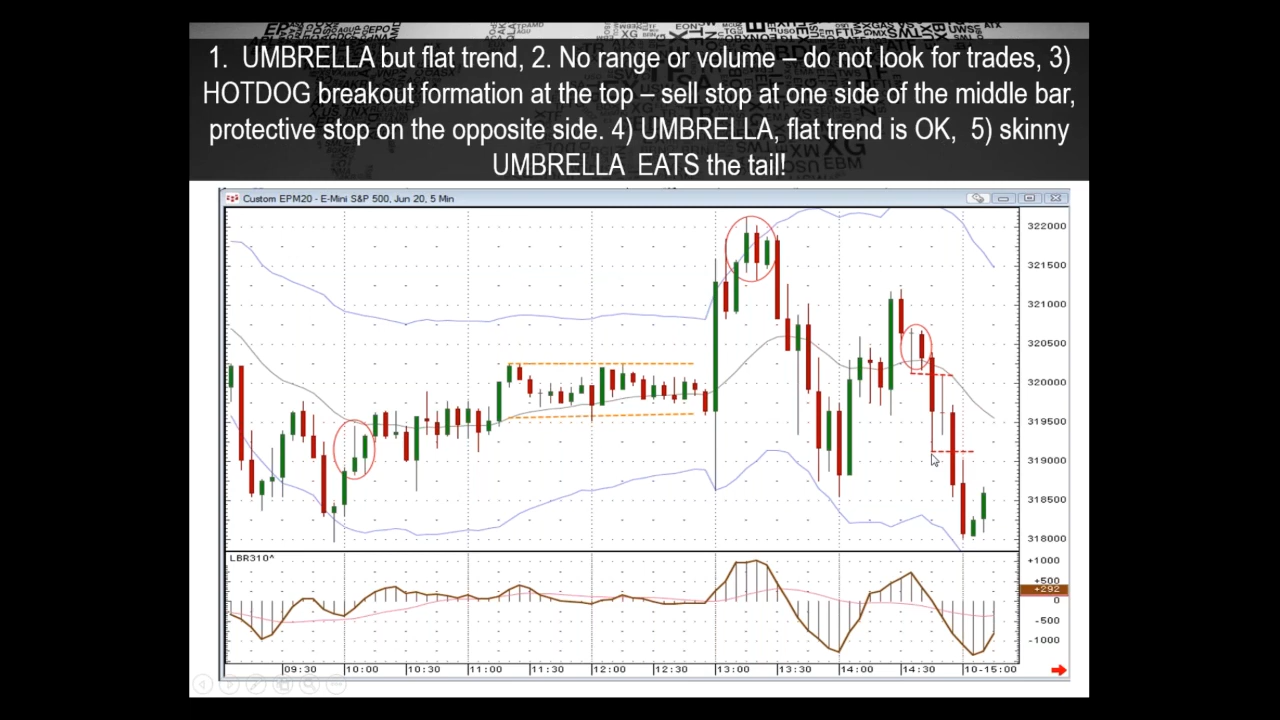 1. UMBRELLA but flat trend, 2. No range or volume – do not look for trades, 3)
HOTDOG breakout formation at the top – sell stop at one side of the middle bar,
protective stop on the opposite side. 4) UMBRELLA, flat trend is OK, 5) skinny
UMBRELLA EATS the tail!
Custom EPM20 - E-Mini S&P 500, Jun 20, 5 Min
322000
321500
321000
320500
320000
319500
319000
318500
318000
LBR310^
+1000
+500
+292
0
-500
-1000
09:30 10:00 10:30 11:00 11:30 12:00 12:30 13:00 13:30 14:00 14:30 10-15:00